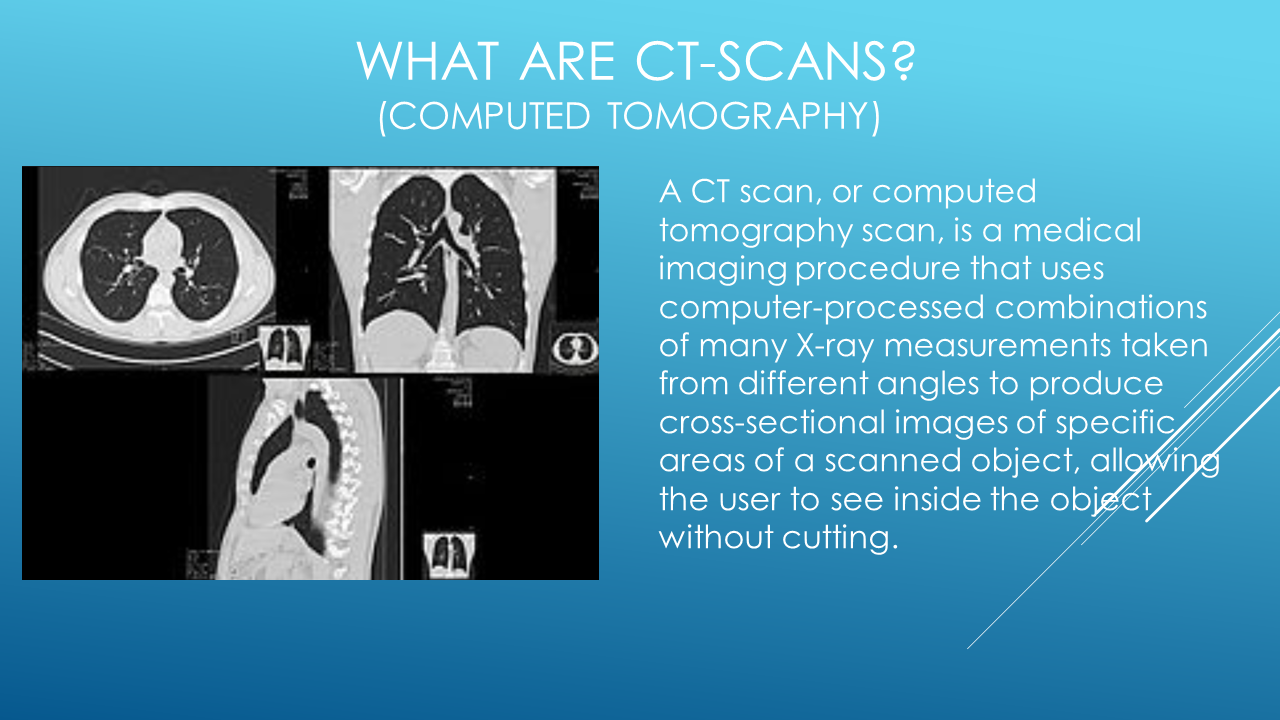 WHAT ARE CT-SCANS?
(COMPUTED TOMOGRAPHY)
A CT scan, or computed
tomography scan, is a medical
imaging procedure that uses
computer-processed combinations
of many X-ray measurements taken
from different angles to produce
cross-sectional images of specific
areas of a scanned object, allowing
the user to see inside the object
without cutting.